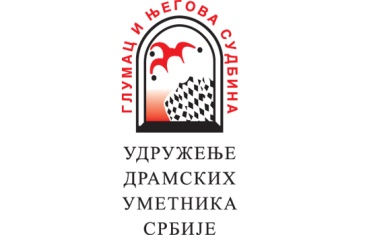 ГЛУМАЦ И ЊЕГОВА СУДБИНА
УДРУЖЕЊЕ
ДРАМСКИХ
УМЕТНИКА
СРБИЈЕ